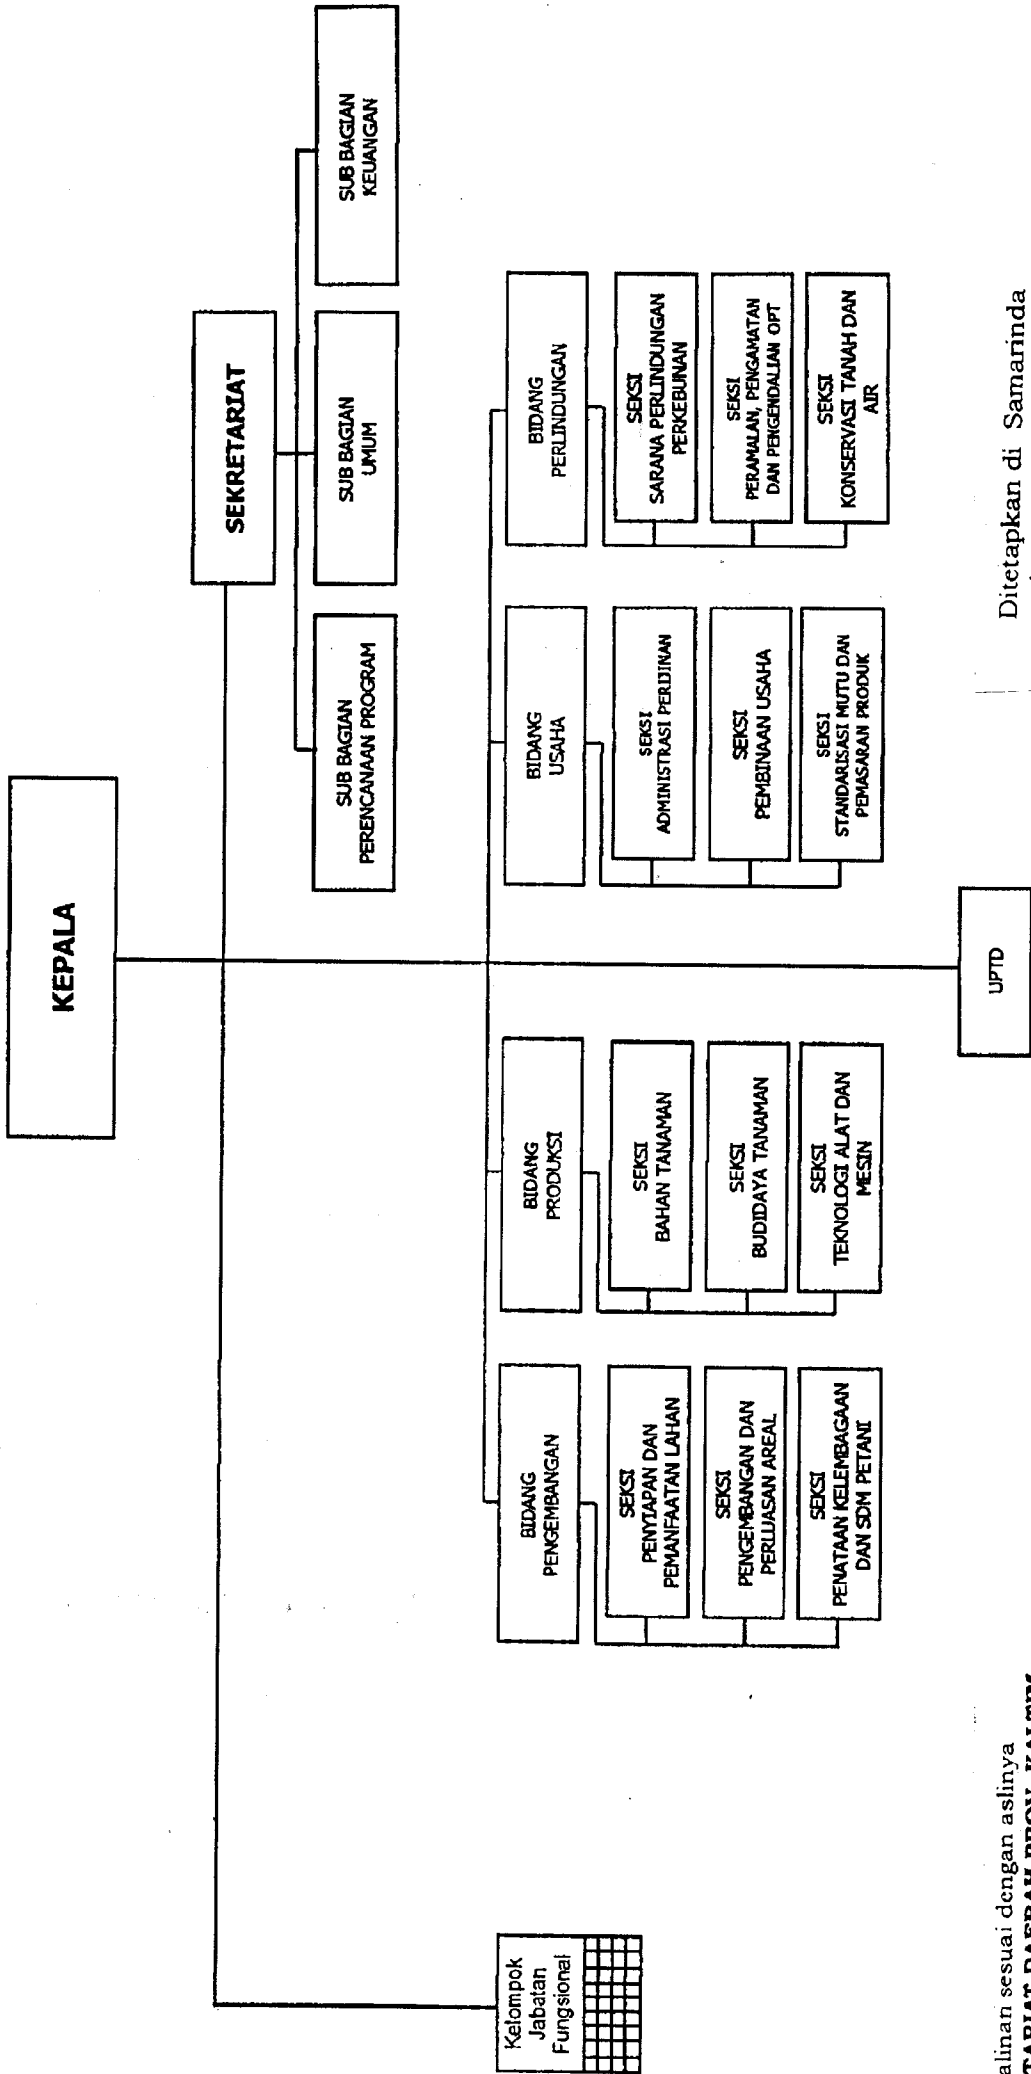 KEPALA
SEKRETARIAT
SUB BAGIAN
PERENCANAAN PROGRAM
SUB BAGIAN
UMUM
SUB BAGIAN
KEUANGAN
Kelompok
Jabatan
Fungsional
BIDANG
PENGEMBANGAN
SEKSI
PENYIAPAN DAN
PEMANFAATAN LAHAN
SEKSI
PENGEMBANGAN DAN
PERLUASAN AREAL
SEKSI
PENATAAN KELEMBAGAAN
DAN SDM PETANI
BIDANG
PRODUKSI
SEKSI
BAHAN TANAMAN
SEKSI
BUDIDAYA TANAMAN
SEKSI
TEKNOLOGI ALAT DAN
MESIN
BIDANG
USAHA
SEKSI
ADMINISTRASI PERIJINAN
SEKSI
PEMBINAAN USAHA
SEKSI
STANDARISASI MUTU DAN
PEMASARAN PRODUK
BIDANG
PERLINDUNGAN
SEKSI
SARANA PERLINDUNGAN
PERKEBUNAN
SEKSI
PERAMALAN, PENGAMATAN
DAN PENGENDALIAN OPT
SEKSI
KONSERVASI TANAH DAN
AIR
UPTD
alinan sesuai dengan aslinya
TARIAT DAERAH PROV. KALTIM
Ditetapkan di Samarinda